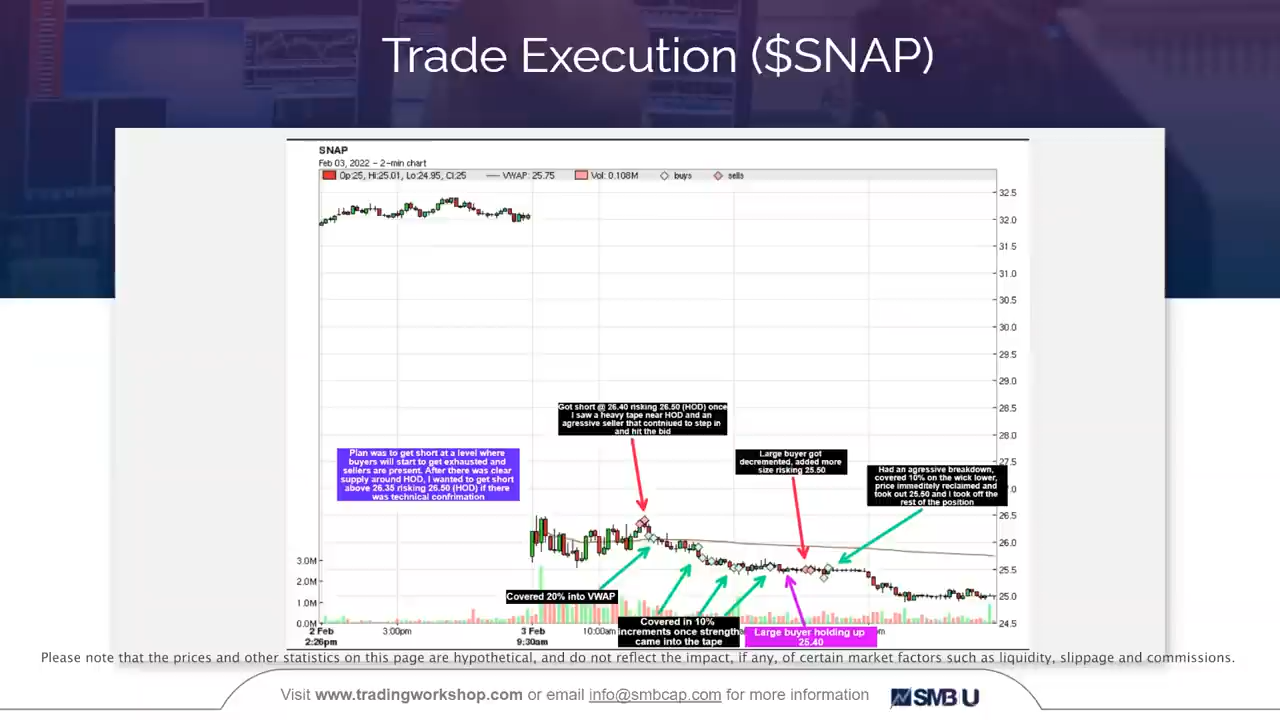 Trade Execution ($SNAP)
SNAP
Feb 03, 2022 - 2-min chart
Op:25, Hi:25.01, Lo:24.95, Cl:25 VWAP: 25.75 Vol: 0.108M buys sells
32.5
32.0
31.5
31.0
30.5
30.0
29.5
29.0
28.5
28.0
27.5
7.0
26.5
26.0
25.5
25.0
24.5
Got short @ 26.40 risking 26.50 (HOD) once
I saw a heavy tape near HOD and an
agressive seller that contniued to step in
and hit the bid
Plan was to get short at a level where
buyers will start to get exhausted and
sellers are present. After there was clear
supply around HOD, I wanted to get short
above 26.35 risking 26.50 (HOD) if there
was technical confrimation
Large buyer got
decremented, added more
size risking 25.50
Had an agressive breakdown,
covered 10% on the wick lower,
price immeditely reclaimed and
took out 25.50 and I took off the
rest of the position
3.0M
2.0M
1.0M
0.0M
Covered 20% into VWAP
Covered in 10%
increments once strength
came into the tape
Large buyer holding up
25.40
2 Feb
2:26pm
3:00pm
3 Feb
9:30am
10:00am
Please note that the prices and other statistics on this page are hypothetical, and do not reflect the impact, if any, of certain market factors such as liquidity, slippage and commissions.
Visit www.tradingworkshop.com or email info@smbcap.com for more information
SMB U